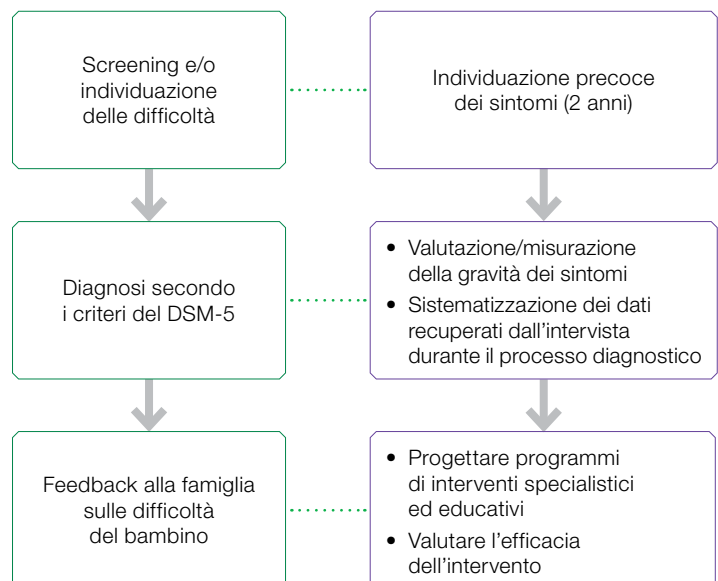 Screening e/o
individuazione
delle difficoltà
Individuazione precoce
dei sintomi (2 anni)
Diagnosi secondo
i criteri del DSM-5
• Valutazione/misurazione
della gravità dei sintomi
• Sistematizzazione dei dati
recuperati dall'intervista
durante il processo diagnostico
Feedback alla famiglia
sulle difficoltà
del bambino
• Progettare programmi
di interventi specialistici
ed educativi
• Valutare l'efficacia
dell'intervento